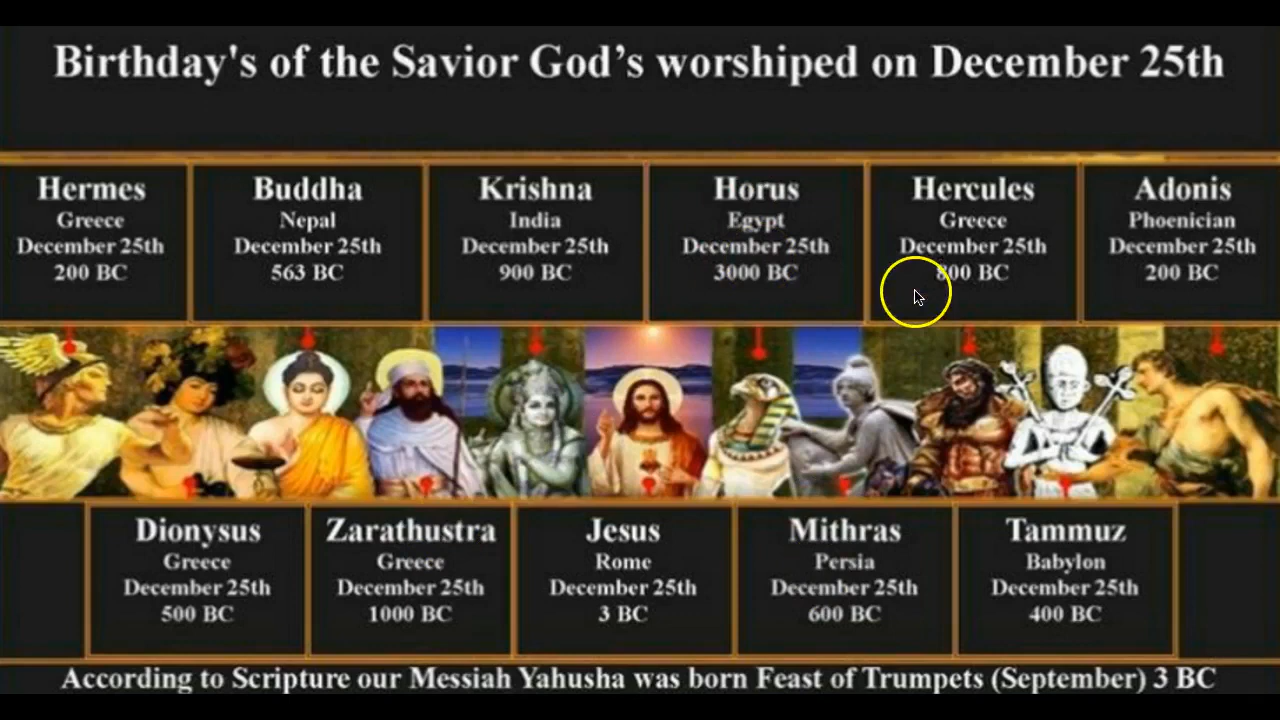 Birthday's of the Savior God’s worshiped on December 25th
Hermes
Greece
December 25th
200 BC
Buddha
Nepal
December 25th
563 BC
Krishna
India
December 25th
900 BC
Horus
Egypt
December 25th
3000 BC
Hercules
Greece
December 25th
800 BC
Adonis
Phoenician
December 25th
200 BC
Dionysus
Greece
December 25th
500 BC
Zarathustra
Greece
December 25th
1000 BC
Jesus
Rome
December 25th
3 BC
Mithras
Persia
December 25th
600 BC
Tammuz
Babylon
December 25th
400 BC
According to Scripture our Messiah Yahusha was born Feast of Trumpets (September) 3 BC